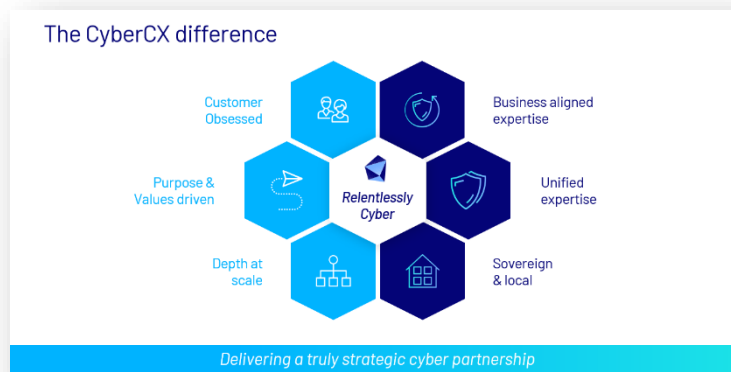 The CyberCX difference
Customer
Obsessed
Business aligned
expertise
Purpose &
Values driven
Relentlessly
Cyber
Unified
expertise
Depth at
scale
Sovereign
& local
Delivering a truly strategic cyber partnership